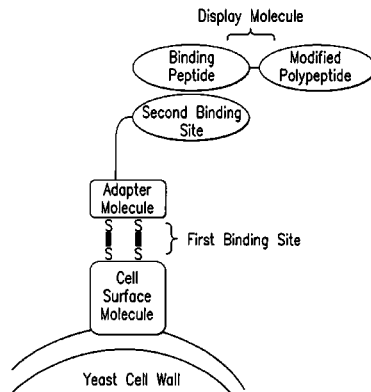 Display Molecule
Binding
Peptide
Modified
Polypeptide
Second Binding
Site
Adapter
Molecule
S S
S S
First Binding Site
Cell
Surface
Molecule
Yeast Cell Wall